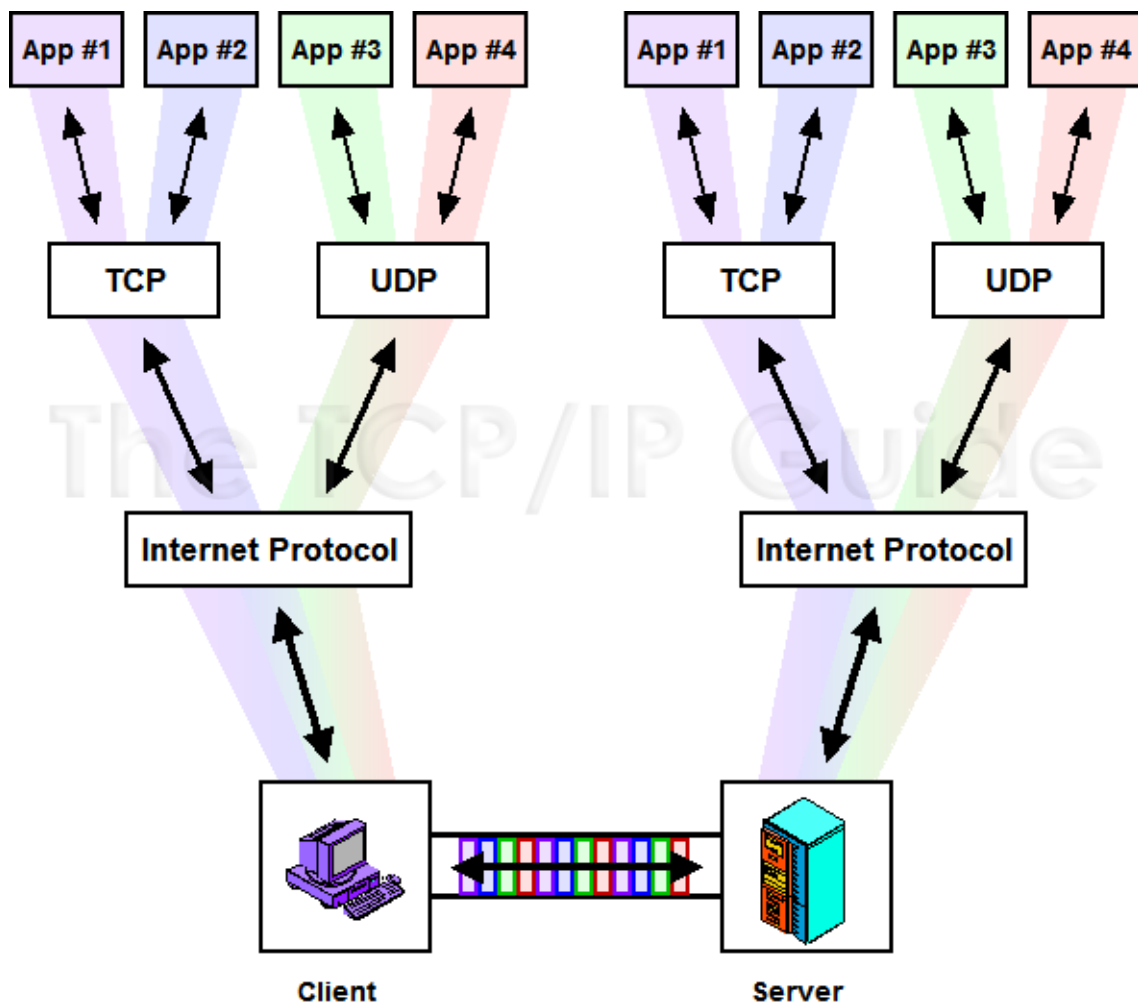 App #1 App #2 App #3 App #4 App #1 App #2 App #3 App #4
TCP UDP TCP UDP
The TCP/IP Guide
Internet Protocol Internet Protocol
Client Server